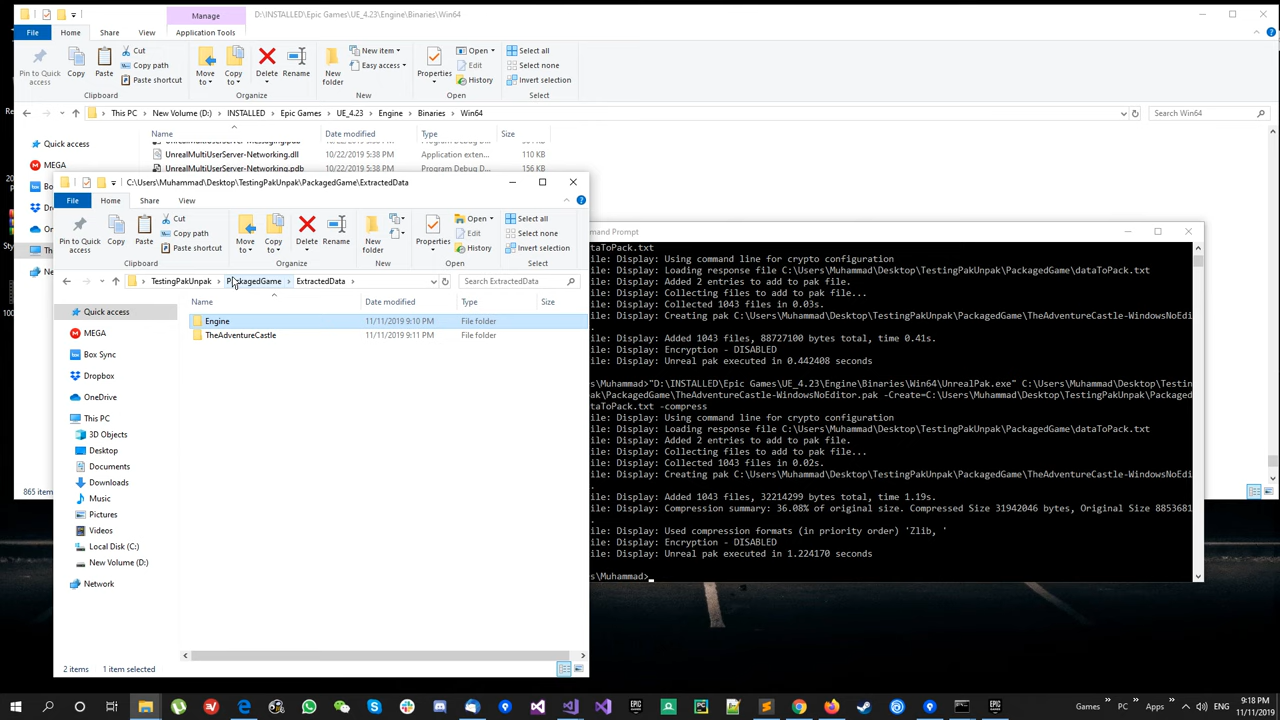 Manage
D:\INSTALLED\Epic Games\UE_4.23\Engine\Binaries\Win64
File
Home
Share
View
Application Tools
Pin to Quick access
Copy
Paste
Cut
Copy path
Paste shortcut
Move to
Copy to
Delete
Rename
New folder
New item
Easy access
Properties
Open
Edit
History
Select all
Select none
Invert selection
Clipboard
Organize
New
Open
Select
This PC
New Volume (D:)
INSTALLED
Epic Games
UE_4.23
Engine
Binaries
Win64
Search Win64
Quick access
MEGA
Name
Date modified
Type
Size
UnrealMultiUserServer-Networking.dll
10/22/2019 5:38 PM
Application exten...
110 KB
UnrealMultiUserServer-Networking.pdb
10/22/2019 5:38 PM
Program Debug D...
156 KB
C:\Users\Muhammad\Desktop\TestingPakUnpak\PackagedGame\ExtractedData
File
Home
Share
View
Pin to Quick access
Copy
Paste
Cut
Copy path
Paste shortcut
Move to
Copy to
Delete
Rename
New folder
Properties
Open
Edit
History
Select all
Select none
Invert selection
Clipboard
Organize
New
Open
Select
TestingPakUnpak
PackagedGame
ExtractedData
Search ExtractedData
Name
Date modified
Type
Size
Engine
11/11/2019 9:10 PM
File folder
TheAdventureCastle
11/11/2019 9:11 PM
File folder
Quick access
MEGA
Box Sync
Dropbox
OneDrive
This PC
3D Objects
Desktop
Documents
Downloads
Music
Pictures
Videos
Local Disk (C:)
New Volume (D:)
Network
2 items
1 item selected
865 item
mand Prompt
taToPack.txt
ile: Display: Using command line for crypto configuration
ile: Display: Loading response file C:\Users\Muhammad\Desktop\TestingPakUnpak\PackagedGame\dataToPack.txt
ile: Display: Added 2 entries to add to pak file.
ile: Display: Collecting files to add to pak file...
ile: Display: Collected 1043 files in 0.03s.
ile: Display: Creating pak C:\Users\Muhammad\Desktop\TestingPakUnpak\PackagedGame\TheAdventureCastle-WindowsNoEdi
.
ile: Display: Added 1043 files, 88727100 bytes total, time 0.41s.
ile: Display: Encryption - DISABLED
ile: Display: Unreal pak executed in 0.442408 seconds
s\Muhammad>"D:\INSTALLED\Epic Games\UE_4.23\Engine\Binaries\Win64\UnrealPak.exe" C:\Users\Muhammad\Desktop\Testin
k\PackagedGame\TheAdventureCastle-WindowsNoEditor.pak -Create=C:\Users\Muhammad\Desktop\TestingPakUnpak\Packaged
taToPack.txt -compress
ile: Display: Using command line for crypto configuration
ile: Display: Loading response file C:\Users\Muhammad\Desktop\TestingPakUnpak\PackagedGame\dataToPack.txt
ile: Display: Added 2 entries to add to pak file.
ile: Display: Collecting files to add to pak file...
ile: Display: Collected 1043 files in 0.02s.
ile: Display: Creating pak C:\Users\Muhammad\Desktop\TestingPakUnpak\PackagedGame\TheAdventureCastle-WindowsNoEdi
.
ile: Display: Added 1043 files, 32214299 bytes total, time 1.19s.
ile: Display: Compression summary: 36.08% of original size. Compressed Size 31942046 bytes, Original Size 8853681
.
ile: Display: Used compression formats (in priority order) 'Zlib, '
ile: Display: Encryption - DISABLED
ile: Display: Unreal pak executed in 1.224170 seconds
s\Muhammad>
Games
PC
Apps
ENG
9:18 PM
11/11/2019